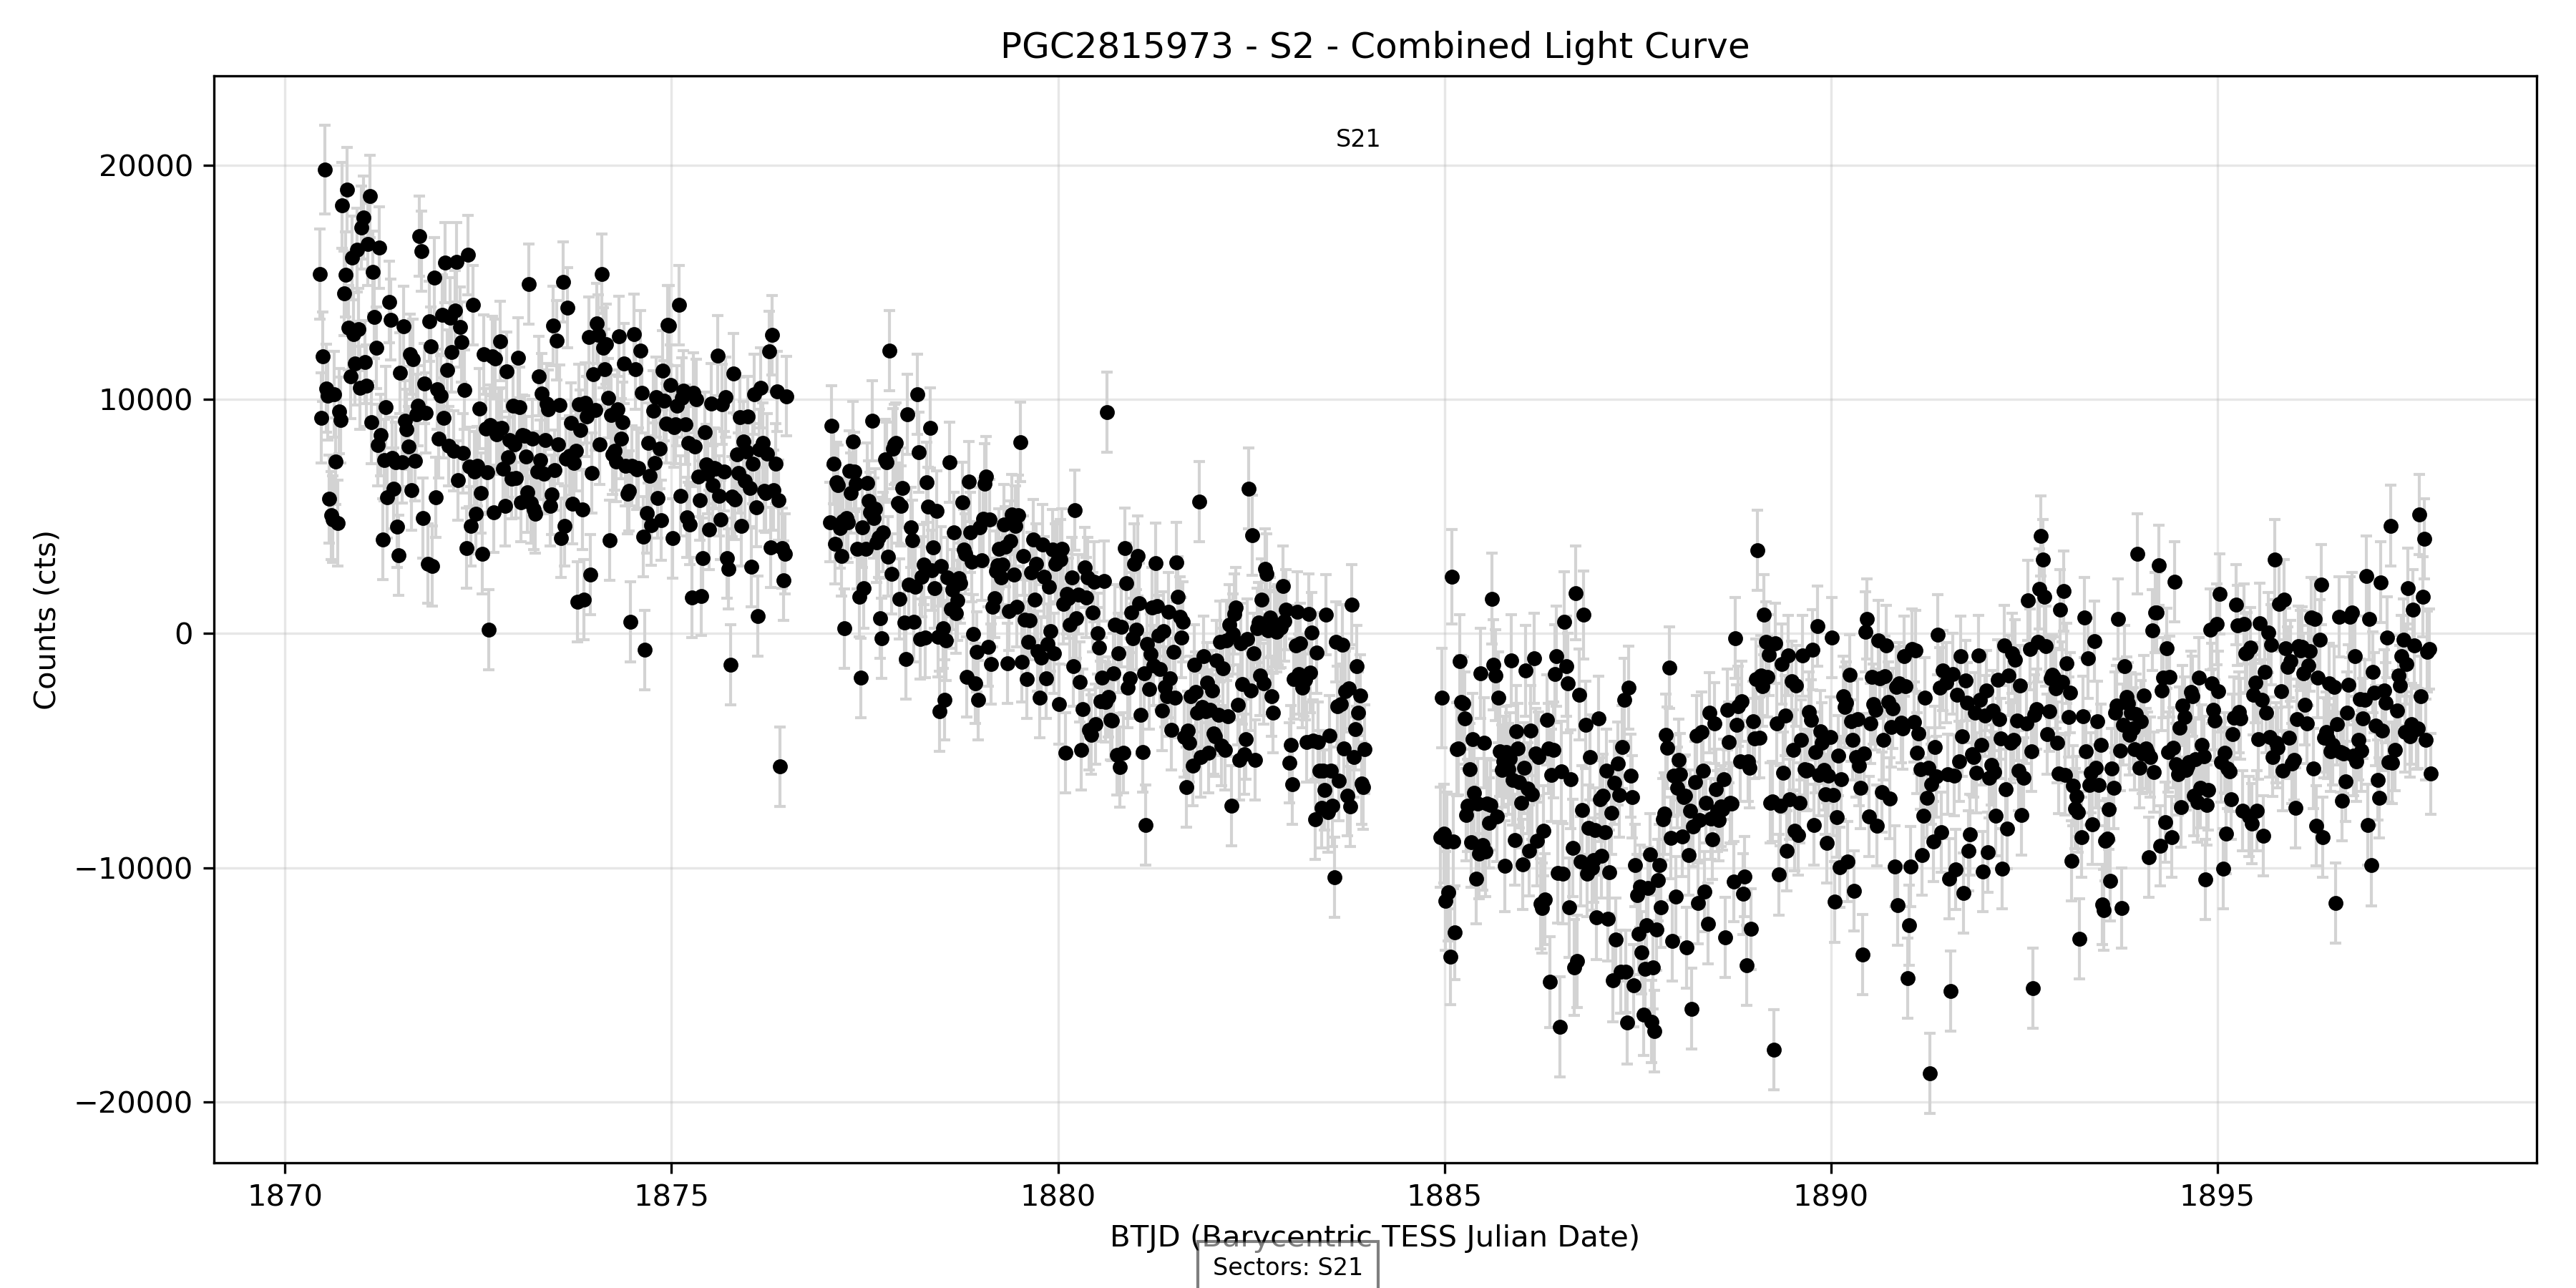 PGC2815973 - S2 - Combined Light Curve
S21
Counts (cts)
20000
10000
0
−10000
−20000
1870 1875 1880 1885 1890 1895
BTJD (Barycentric TESS Julian Date)
Sectors: S21